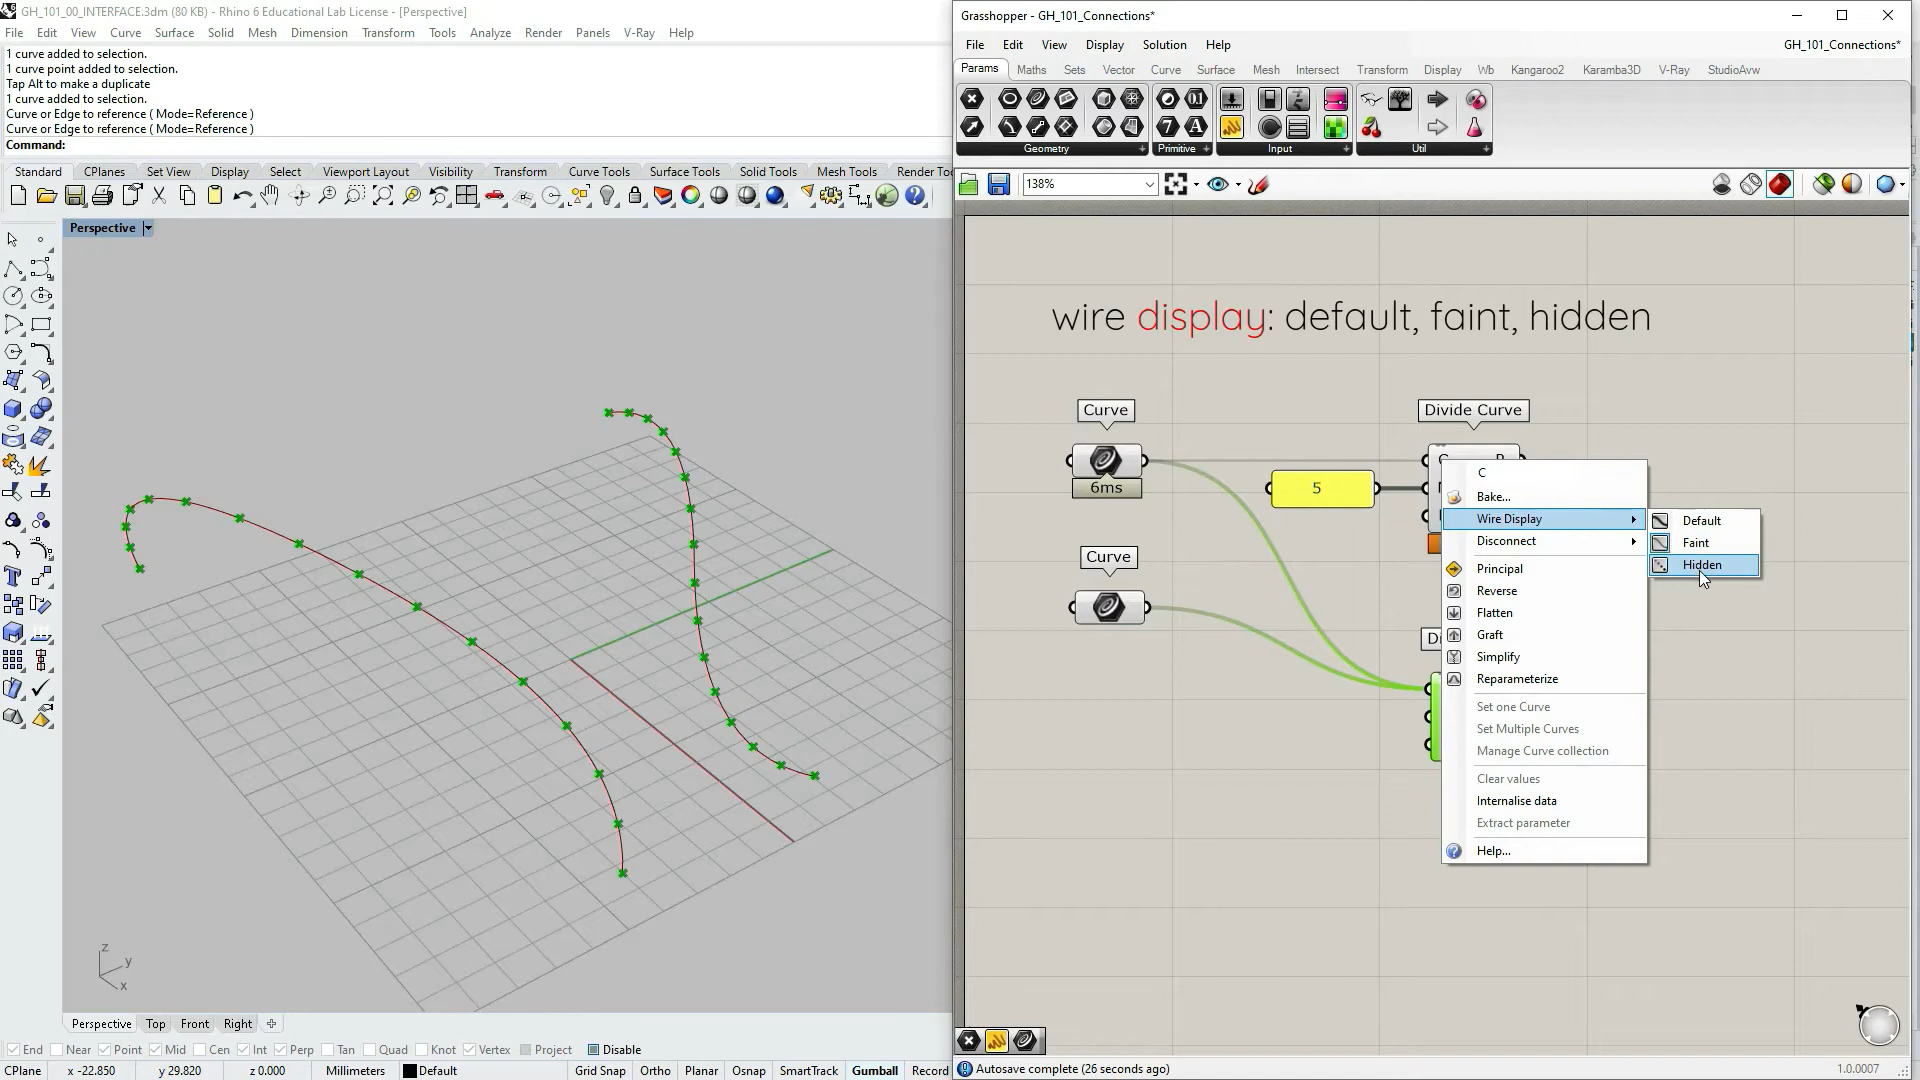 GH_101_00_INTERFACE.3dm (80 KB) - Rhino 6 Educational Lab License - [Perspective]
File Edit View Curve Surface Solid Mesh Dimension Transform Tools Analyze Render Panels V-Ray Help
1 curve added to selection.
1 curve point added to selection.
Tap Alt to make a duplicate
1 curve added to selection.
Curve or Edge to reference ( Mode=Reference )
Curve or Edge to reference ( Mode=Reference )
Command:
Standard CPlanes Set View Display Select Viewport Layout Visibility Transform Curve Tools Surface Tools Solid Tools Mesh Tools Render Too
Perspective
z
y
x
Perspective Top Front Right
End Near Point Mid Cen Int Perp Tan Quad Knot Vertex Project Disable
CPlane x -22.850 y 29.820 z 0.000 Millimeters Default Grid Snap Ortho Planar Osnap SmartTrack Gumball Record
Grasshopper - GH_101_Connections*
File Edit View Display Solution Help
GH_101_Connections*
Params Maths Sets Vector Curve Surface Mesh Intersect Transform Display Wb Kangaroo2 Karamba3D V-Ray StudioAvw
Geometry Primitive Input Util
138%
wire display: default, faint, hidden
Curve
Divide Curve
6ms
5
Curve
C
Bake...
Wire Display
Disconnect
Principal
Reverse
Flatten
Graft
Simplify
Reparameterize
Set one Curve
Set Multiple Curves
Manage Curve collection
Clear values
Internalise data
Extract parameter
Help...
Default
Faint
Hidden
Di
Autosave complete (26 seconds ago)
1.0.0007